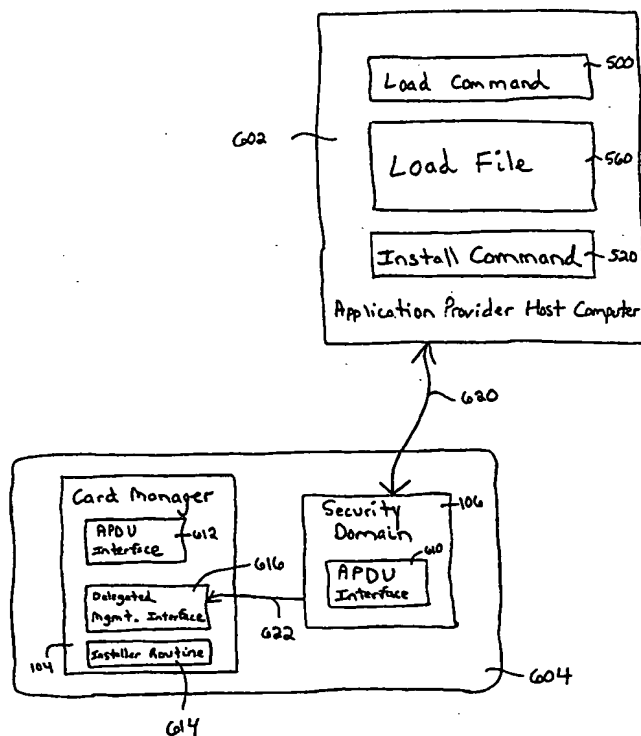 Load Command
500
602
Load File
560
Install Command
520
Application Provider Host Computer
620
Card Manager
APDU
Interface
612
616
Delegated
Mgmt. Interface
104
Installer Routine
614
622
Security
Domain
106
610
APDU
Interface
604